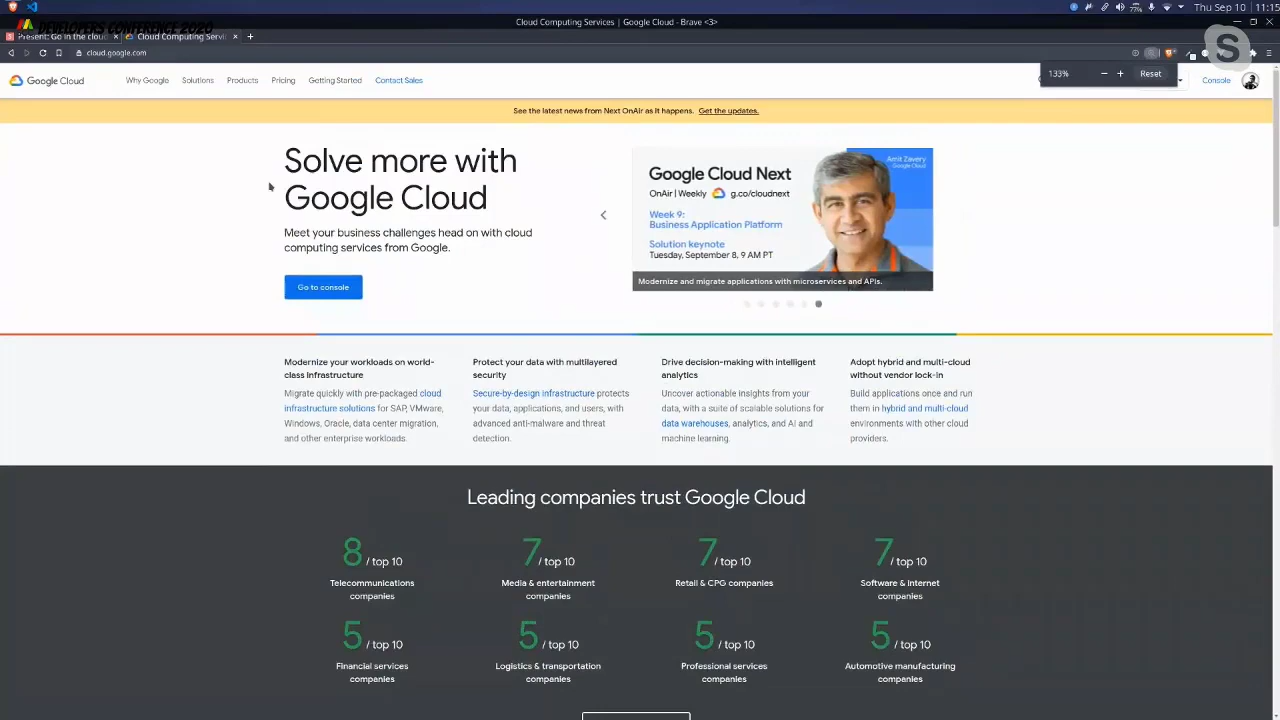 Cloud Computing Services | Google Cloud - Brave <3>
Thu Sep 10
11:15
DEVELOPERS CONFERENCE 2020
Present: Go in the cloud
Cloud Computing Servi
cloud.google.com
133%
Reset
Google Cloud
Why Google
Solutions
Products
Pricing
Getting Started
Contact Sales
Console
See the latest news from Next OnAir as it happens. Get the updates.
Solve more with
Google Cloud
Meet your business challenges head on with cloud
computing services from Google.
Go to console
Amit Zavery
Google Cloud
Google Cloud Next
OnAir | Weekly g.co/cloudnext
Week 9:
Business Application Platform
Solution keynote
Tuesday, September 8, 9 AM PT
Modernize and migrate applications with microservices and APIs.
Modernize your workloads on world-
class infrastructure
Migrate quickly with pre-packaged cloud
infrastructure solutions for SAP, VMware,
Windows, Oracle, data center migration,
and other enterprise workloads.
Protect your data with multilayered
security
Secure-by-design infrastructure protects
your data, applications, and users, with
advanced anti-malware and threat
detection.
Drive decision-making with intelligent
analytics
Uncover actionable insights from your
data, with a suite of scalable solutions for
data warehouses, analytics, and AI and
machine learning.
Adopt hybrid and multi-cloud
without vendor lock-in
Build applications once and run
them in hybrid and multi-cloud
environments with other cloud
providers.
Leading companies trust Google Cloud
8 / top 10
Telecommunications
companies
7 / top 10
Media & entertainment
companies
7 / top 10
Retail & CPG companies
7 / top 10
Software & Internet
companies
5 / top 10
Financial services
companies
5 / top 10
Logistics & transportation
companies
5 / top 10
Professional services
companies
5 / top 10
Automotive manufacturing
companies